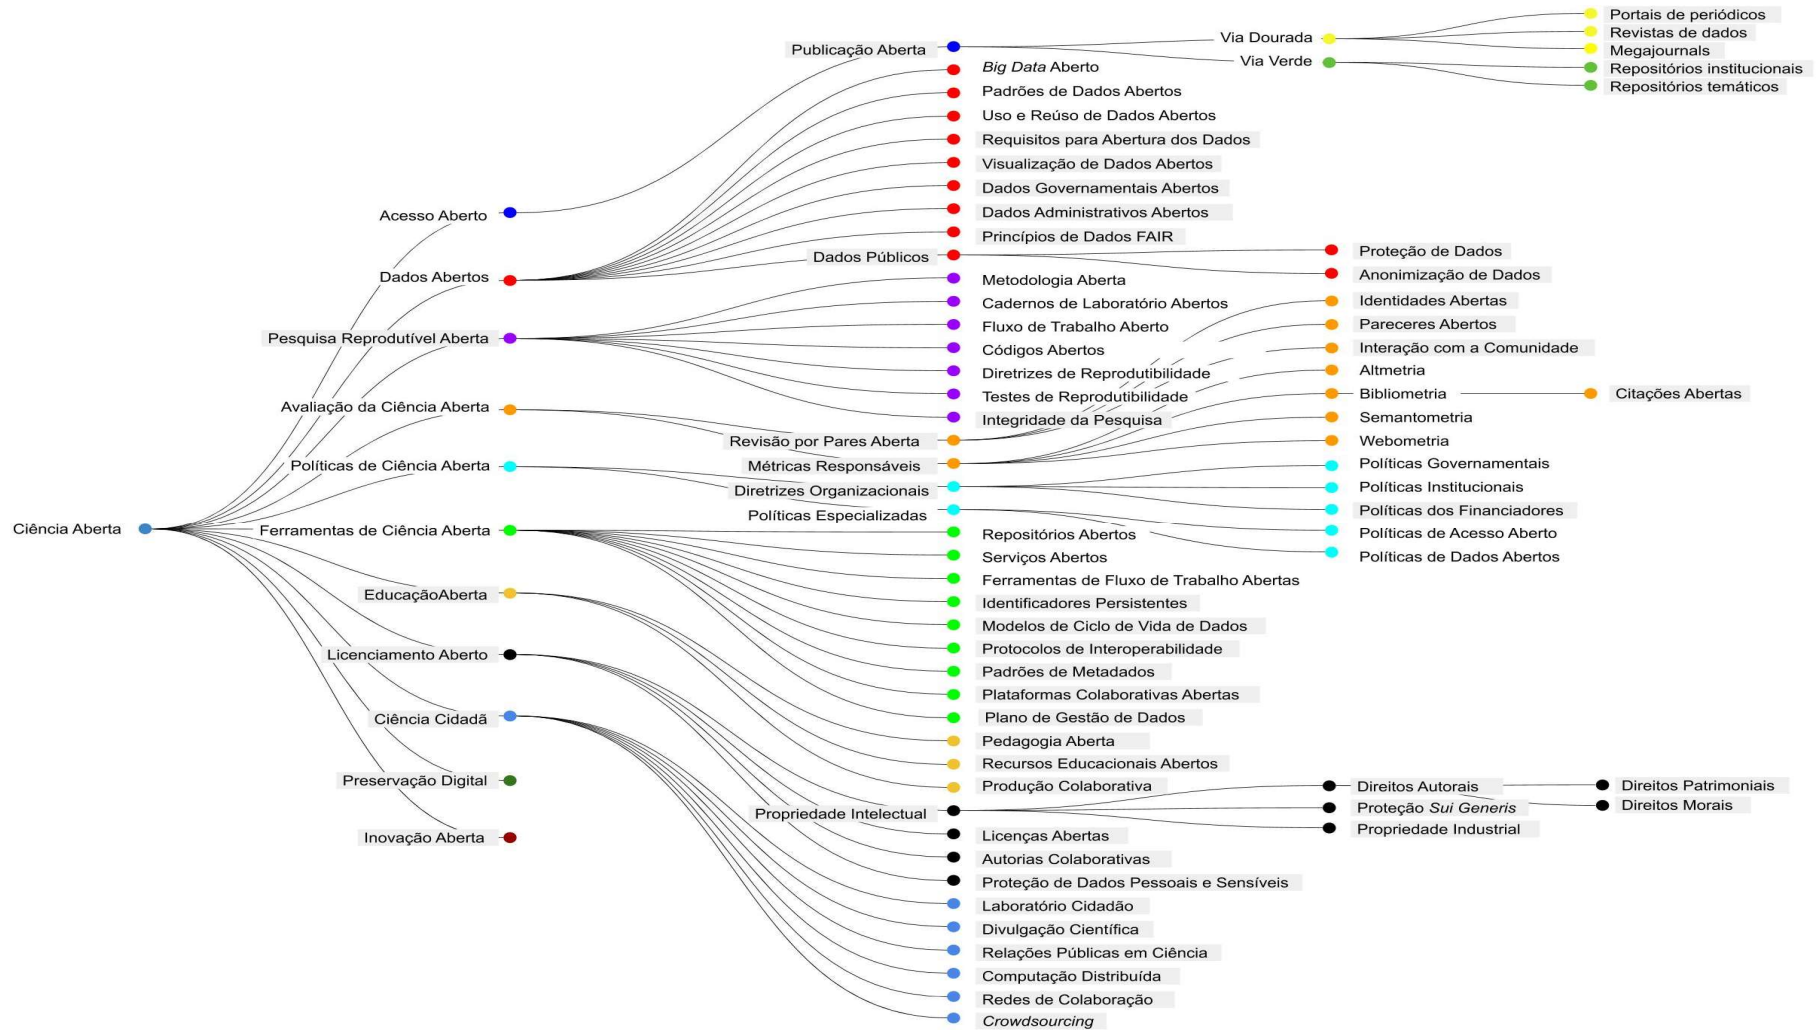 Ciência Aberta
Acesso Aberto
Dados Abertos
Pesquisa Reprodutível Aberta
Avaliação da Ciência Aberta
Políticas de Ciência Aberta
Ferramentas de Ciência Aberta
EducaçãoAberta
Licenciamento Aberto
Ciência Cidadã
Preservação Digital
Inovação Aberta
Publicação Aberta
Big Data Aberto
Padrões de Dados Abertos
Uso e Reúso de Dados Abertos
Requisitos para Abertura dos Dados
Visualização de Dados Abertos
Dados Governamentais Abertos
Dados Administrativos Abertos
Princípios de Dados FAIR
Dados Públicos
Metodologia Aberta
Cadernos de Laboratório Abertos
Fluxo de Trabalho Aberto
Códigos Abertos
Diretrizes de Reprodutibilidade
Testes de Reprodutibilidade
Integridade da Pesquisa
Revisão por Pares Aberta
Métricas Responsáveis
Diretrizes Organizacionais
Políticas Especializadas
Repositórios Abertos
Serviços Abertos
Ferramentas de Fluxo de Trabalho Abertas
Identificadores Persistentes
Modelos de Ciclo de Vida de Dados
Protocolos de Interoperabilidade
Padrões de Metadados
Plataformas Colaborativas Abertas
Plano de Gestão de Dados
Pedagogia Aberta
Recursos Educacionais Abertos
Produção Colaborativa
Propriedade Intelectual
Licenças Abertas
Autorias Colaborativas
Proteção de Dados Pessoais e Sensíveis
Laboratório Cidadão
Divulgação Científica
Relações Públicas em Ciência
Computação Distribuída
Redes de Colaboração
Crowdsourcing
Via Dourada
Via Verde
Proteção de Dados
Anonimização de Dados
Identidades Abertas
Pareceres Abertos
Interação com a Comunidade
Altmetria
Bibliometria
Semantometria
Webometria
Políticas Governamentais
Políticas Institucionais
Políticas dos Financiadores
Políticas de Acesso Aberto
Políticas de Dados Abertos
Direitos Autorais
Proteção Sui Generis
Propriedade Industrial
Portais de periódicos
Revistas de dados
Megajournals
Repositórios institucionais
Repositórios temáticos
Citações Abertas
Direitos Patrimoniais
Direitos Morais